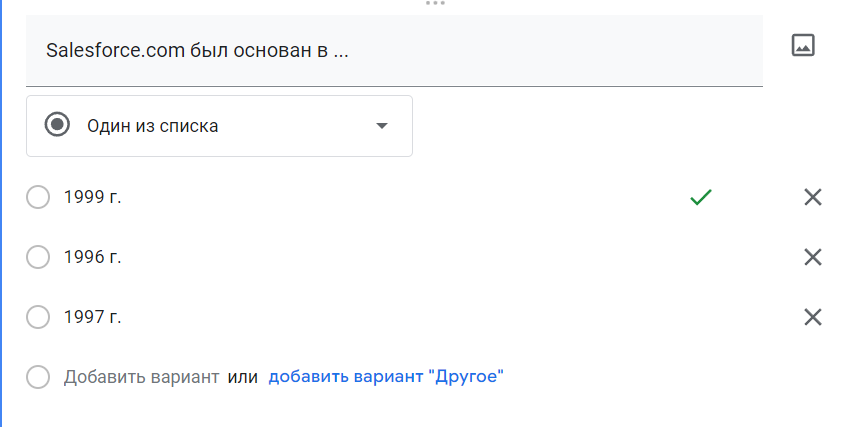 Salesforce.com был основан в ...
Один из списка
1999 г.
1996 г.
1997 г.
Добавить вариант или добавить вариант "Другое"